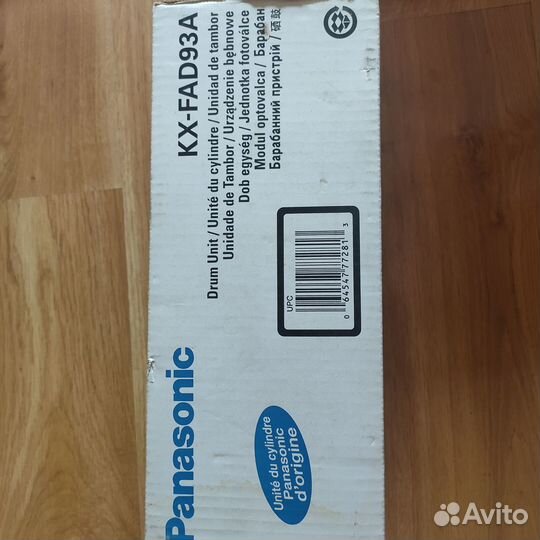 Panasonic
KX-FAD93A
Drum Unit / Unité du cylindre / Unidad de tambor
Unidade de Tambor / Urządzenie bębnowe
Dob egység / Jednotka fotoválce
Modul optovalca / Барабан
Барабанний пристрій / 硒鼓
UPC
0 64547 77281 3
Unité du cylindre
Panasonic
d'origine
Avito